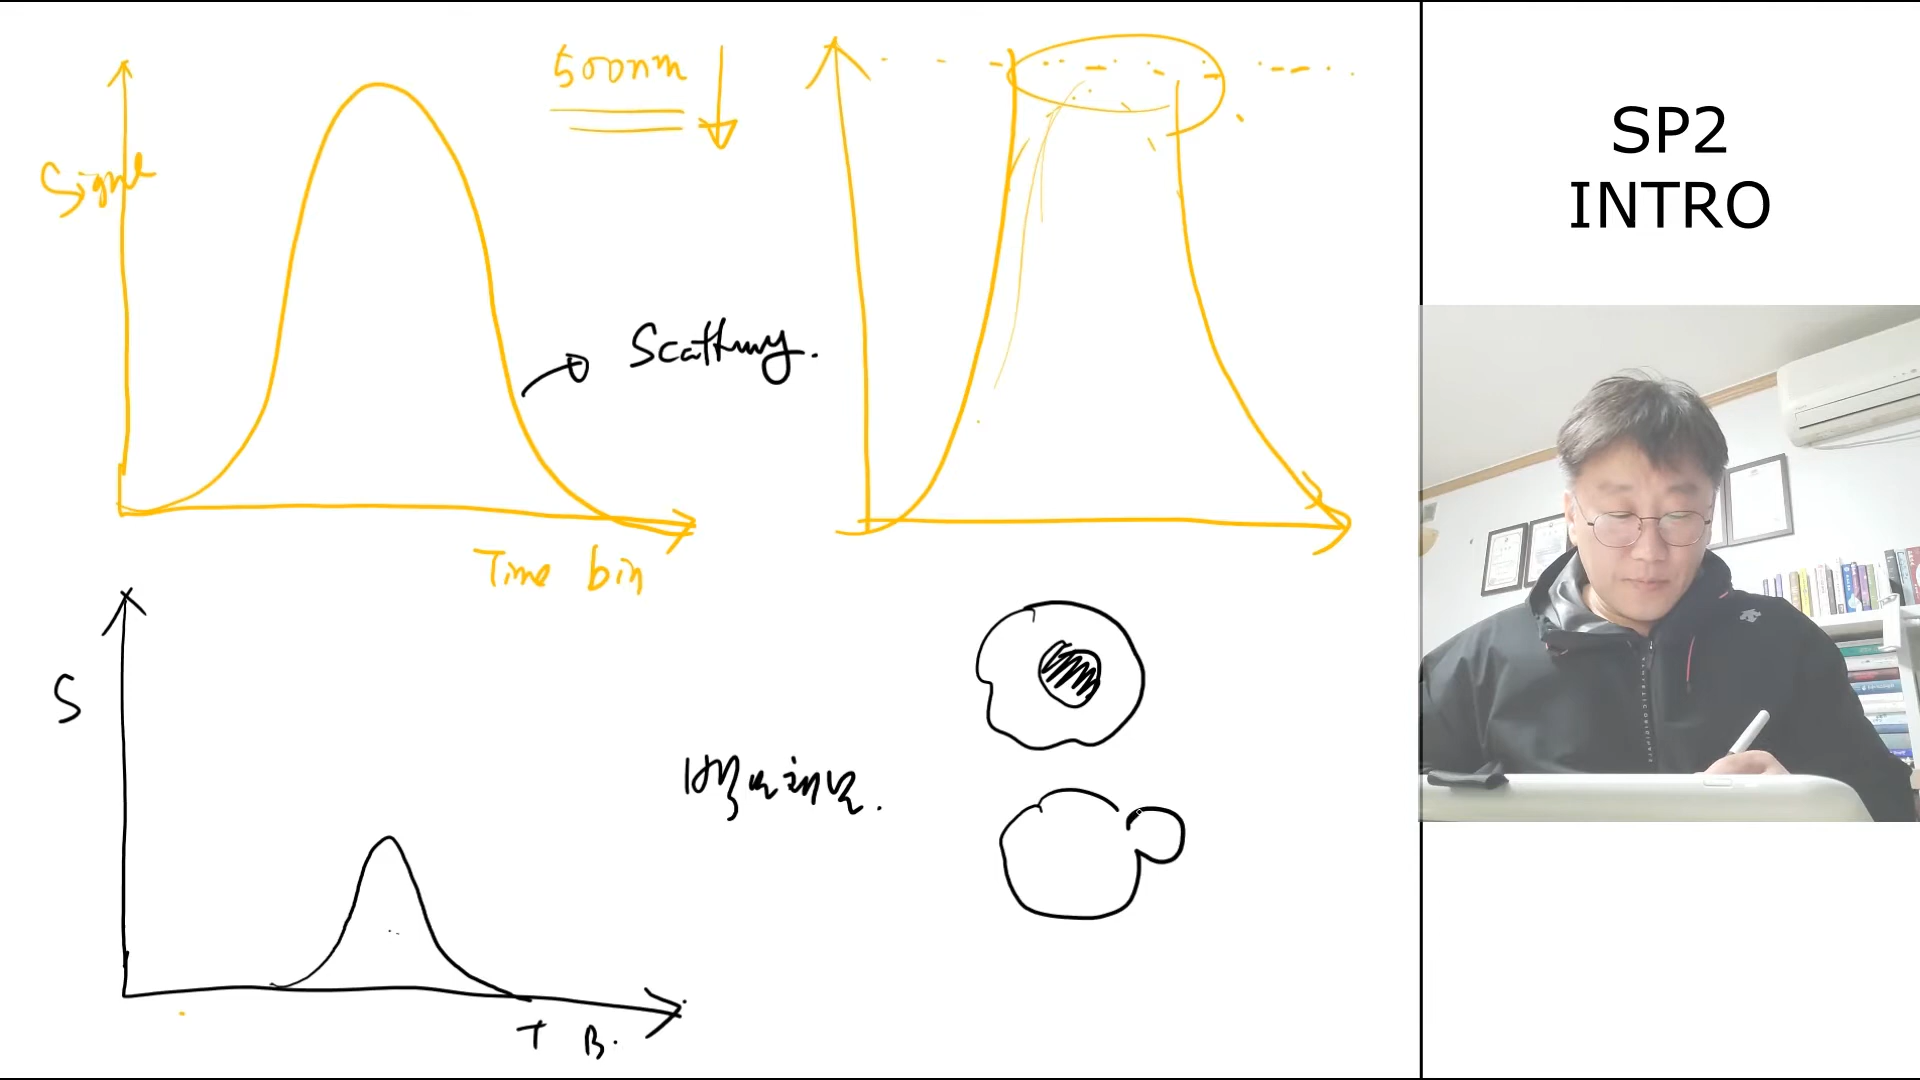 500nm
Signal
Scattering.
Time bin
S
T B.
SP2
INTRO